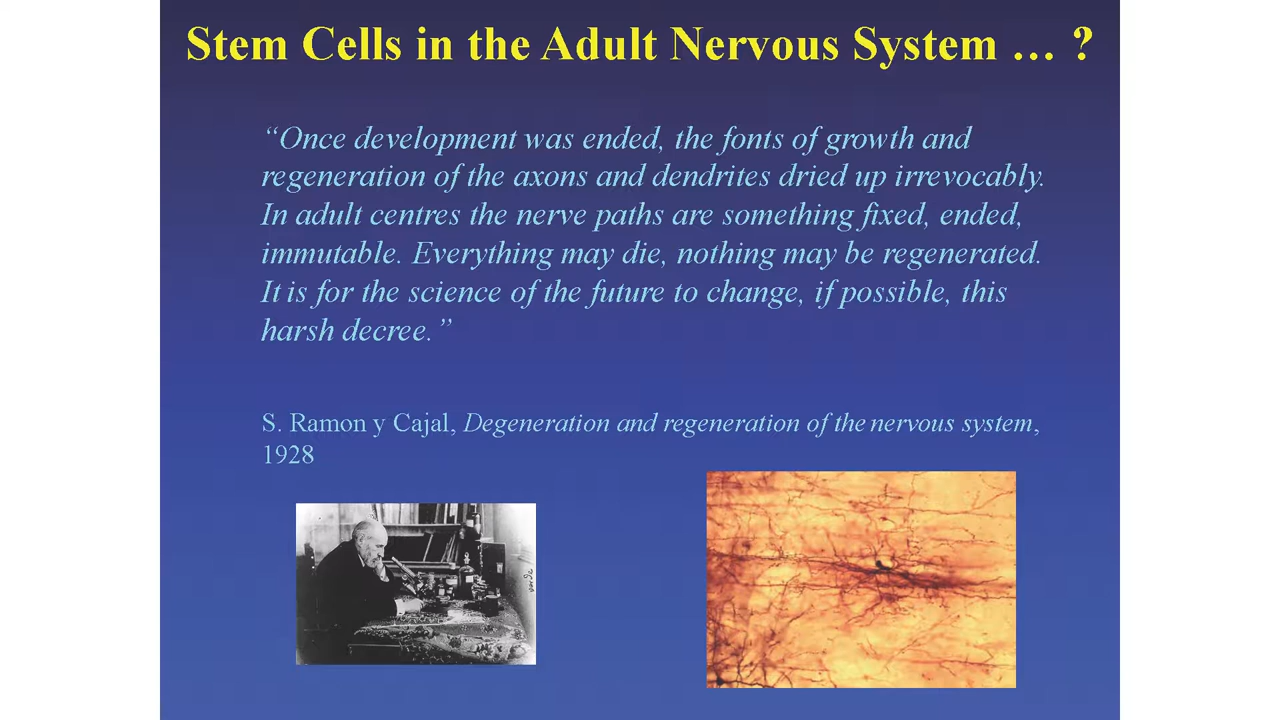 Stem Cells in the Adult Nervous System … ?
“Once development was ended, the fonts of growth and
regeneration of the axons and dendrites dried up irrevocably.
In adult centres the nerve paths are something fixed, ended,
immutable. Everything may die, nothing may be regenerated.
It is for the science of the future to change, if possible, this
harsh decree.”
S. Ramon y Cajal, Degeneration and regeneration of the nervous system,
1928